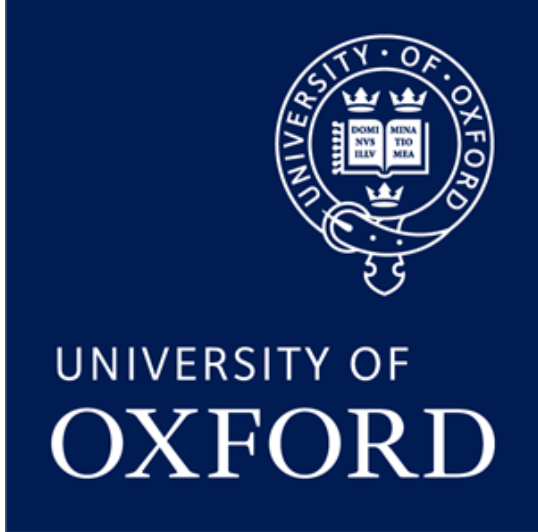 UNIVERSITY · OF · OXFORD
DOMI MINA
NVS TIO
ILLV MEA
UNIVERSITY OF
OXFORD